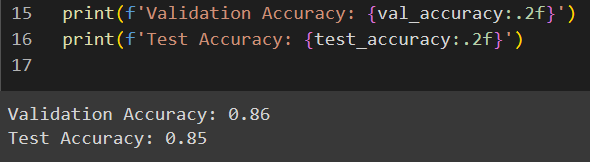 15 print(f'Validation Accuracy: {val_accuracy:.2f}')
16 print(f'Test Accuracy: {test_accuracy:.2f}')
17
Validation Accuracy: 0.86
Test Accuracy: 0.85